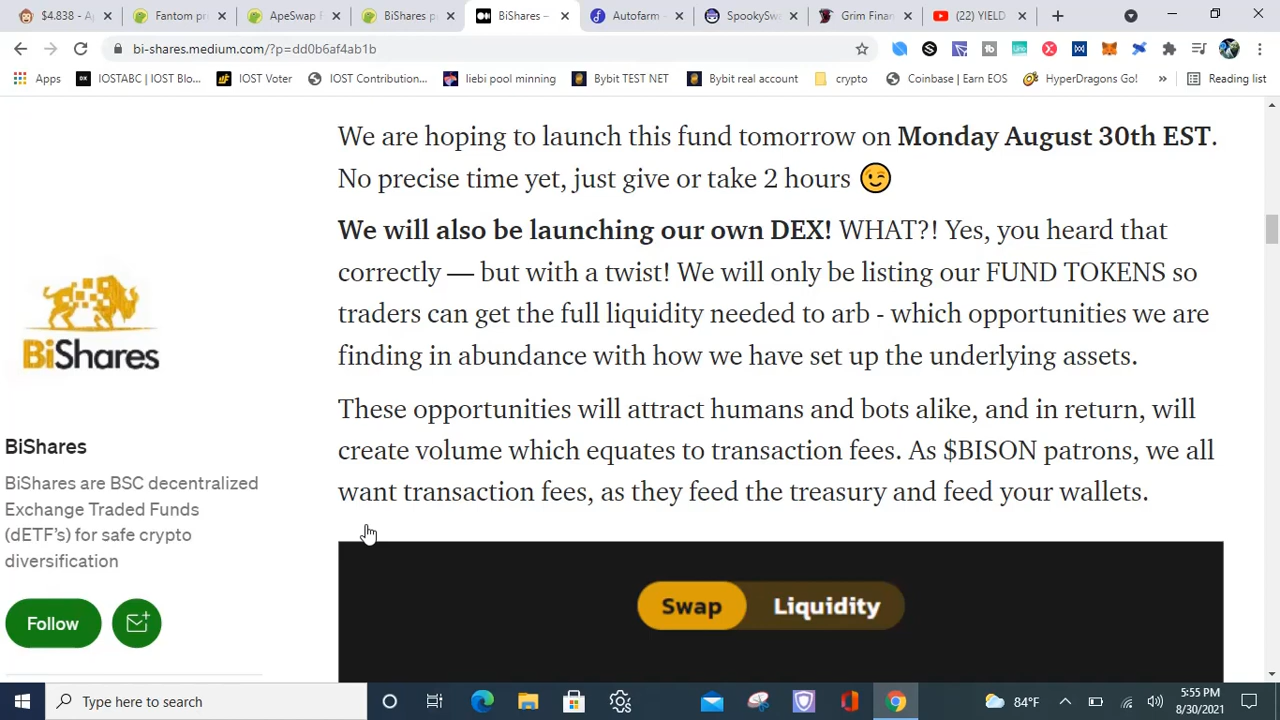 $4.838 - A
Fantom pr
ApeSwap F
BiShares p
BiShares –
Autofarm
SpookySw
Grim Finan
(22) YIELD
bi-shares.medium.com/?p=dd0b6af4ab1b
Apps
IOSTABC | IOST Blo...
IOST Voter
IOST Contribution...
liebi pool minning
Bybit TEST NET
Bybit real accounst
crypto
Coinbase | Earn EOS
HyperDragons Go!
»
Reading list
We are hoping to launch this fund tomorrow on Monday August 30th EST.
No precise time yet, just give or take 2 hours 😉
We will also be launching our own DEX! WHAT?! Yes, you heard that
correctly — but with a twist! We will only be listing our FUND TOKENS so
traders can get the full liquidity needed to arb - which opportunities we are
finding in abundance with how we have set up the underlying assets.
These opportunities will attract humans and bots alike, and in return, will
create volume which equates to transaction fees. As $BISON patrons, we all
want transaction fees, as they feed the treasury and feed your wallets.
BiShares
BiShares
BiShares are BSC decentralized
Exchange Traded Funds
(dETF's) for safe crypto
diversification
Follow
Swap
Liquidity
Type here to search
84°F
5:55 PM
8/30/2021